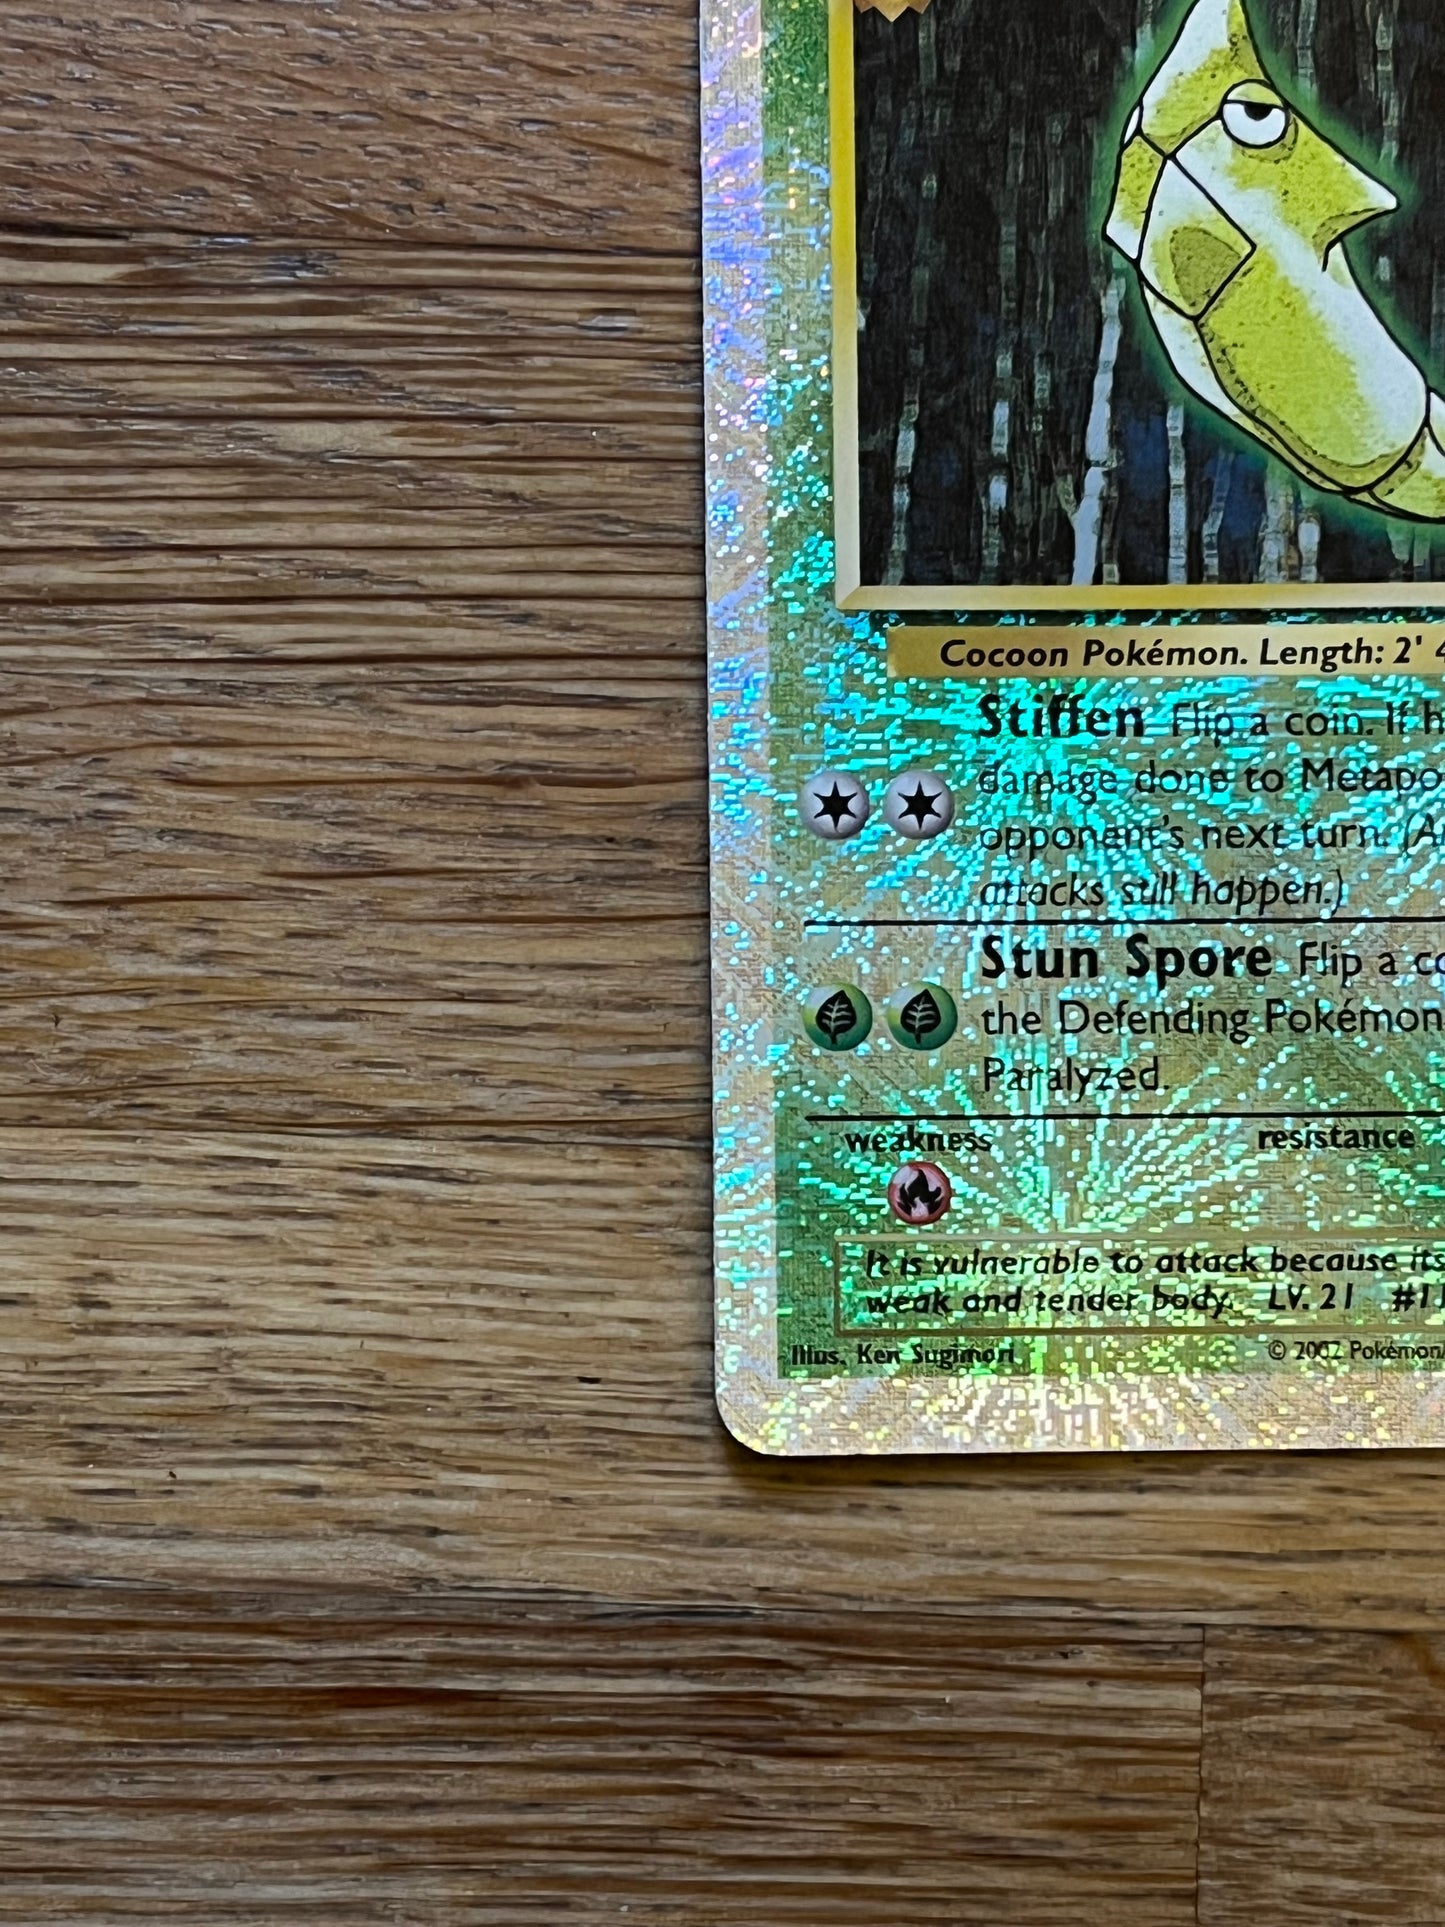 Cocoon Pokémon. Length: 2'
Stiffen Flip a coin. If
damage done to Metapo
opponent's next turn. (
attacks still happen.)
Stun Spore Flip a co
the Defending Pokémon
Paralyzed.
weakness resistance
It is vulnerable to attack because its
weak and tender body. LV. 21 #11
Illus. Ken Sugimori © 2002 Pokémon/